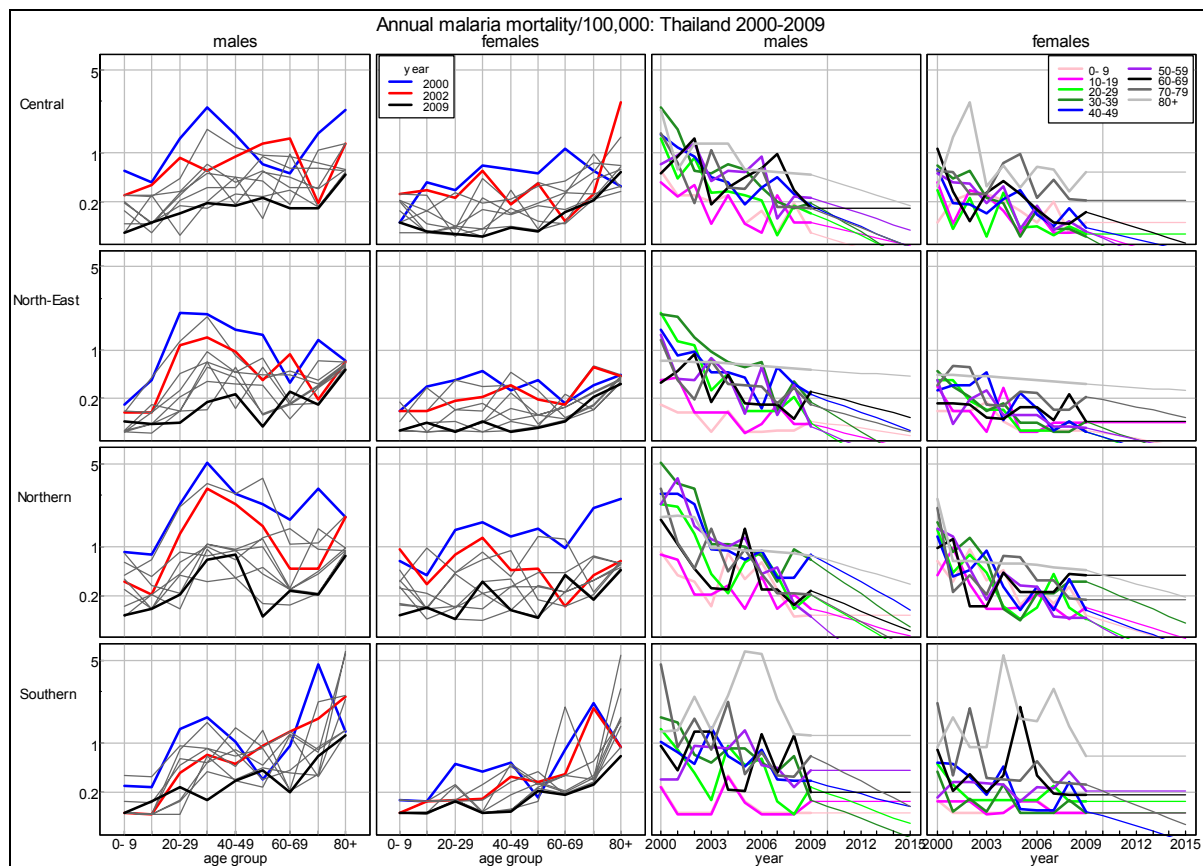 Annual malaria mortality/100,000: Thailand 2000-2009
males females males females
Central
5
1
0.2
year
2000
2002
2009
0- 9
10-19
20-29
30-39
40-49
50-59
60-69
70-79
80+
North-East
5
1
0.2
Northern
5
1
0.2
Southern
5
1
0.2
0- 9 20-29 40-49 60-69 80+
age group
0- 9 20-29 40-49 60-69 80+
age group
2000 2003 2006 2009 2012 2015
year
2000 2003 2006 2009 2012 2015
year